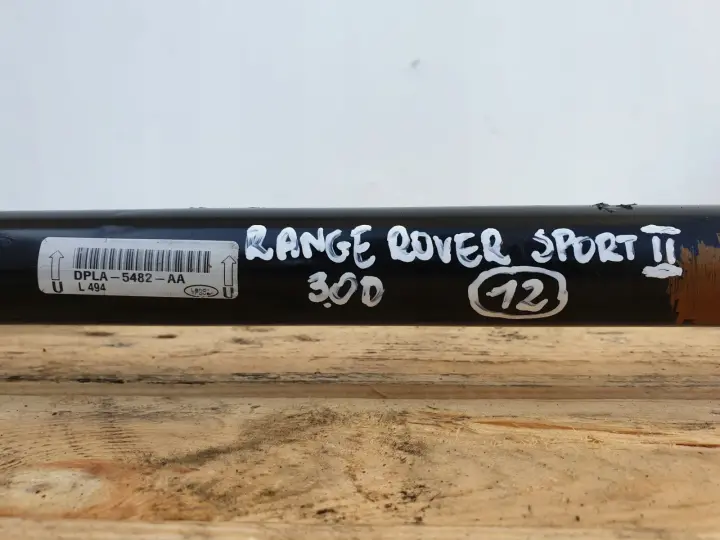 DPLA-5482-AA
L 494
U U
RANGE ROVER SPORT II
3.0D
12